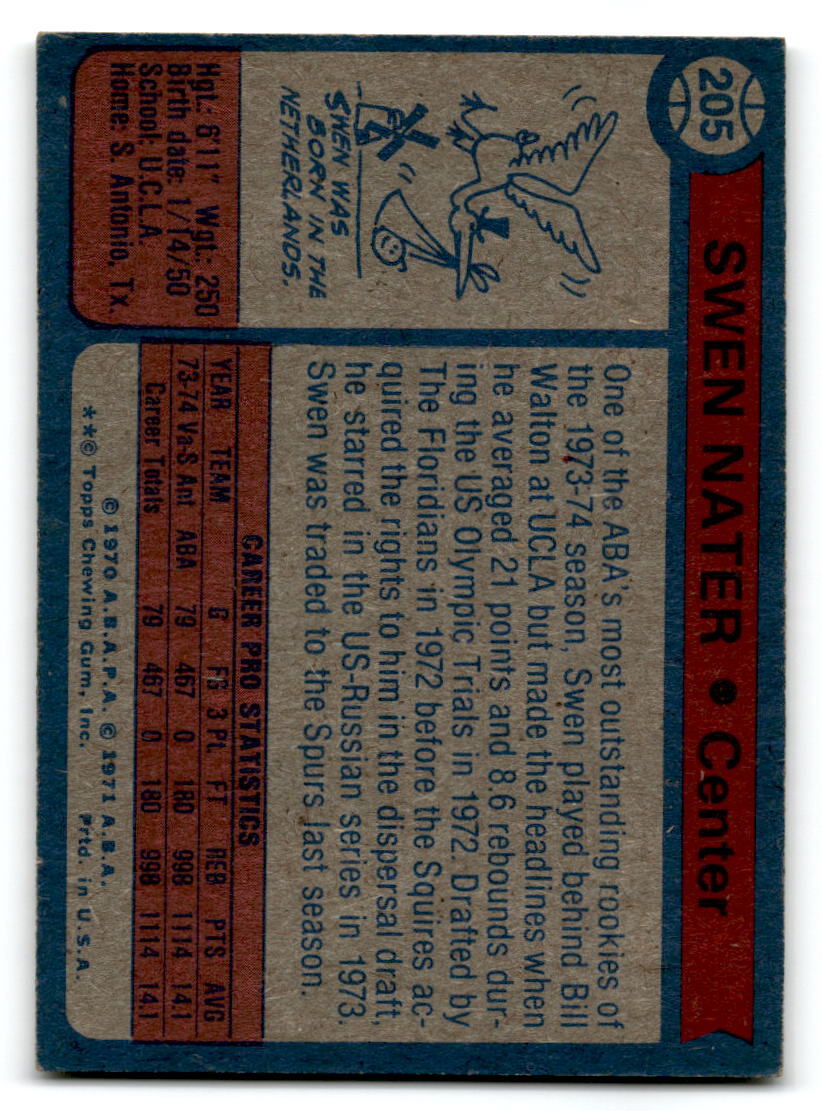 205
SWEN NATER • Center
SWEN WAS
BORN IN THE
NETHERLANDS.
Hgt.: 6'11" Wgt.: 250
Birth date: 1/14/50
School: U.C.L.A.
Home: S. Antonio, Tx.
One of the ABA's most outstanding rookies of
the 1973-74 season, Swen played behind Bill
Walton at UCLA but made the headlines when
he averaged 21 points and 8.6 rebounds dur-
ing the US Olympic Trials in 1972. Drafted by
The Floridians in 1972 before the Squires ac-
quired the rights to him in the dispersal draft,
he starred in the US-Russian series in 1973.
Swen was traded to the Spurs last season.
CAREER PRO STATISTICS
YEAR TEAM G FG 3 PL FT REB PTS AVG
73-74 Va-S Ant ABA 79 467 0 180 998 1114 14.1
Career Totals 79 467 0 180 998 1114 14.1
© 1970 A.B.A.P.A. © 1971 A.B.A.
**© Topps Chewing Gum, Inc. Prtd. in U.S.A.